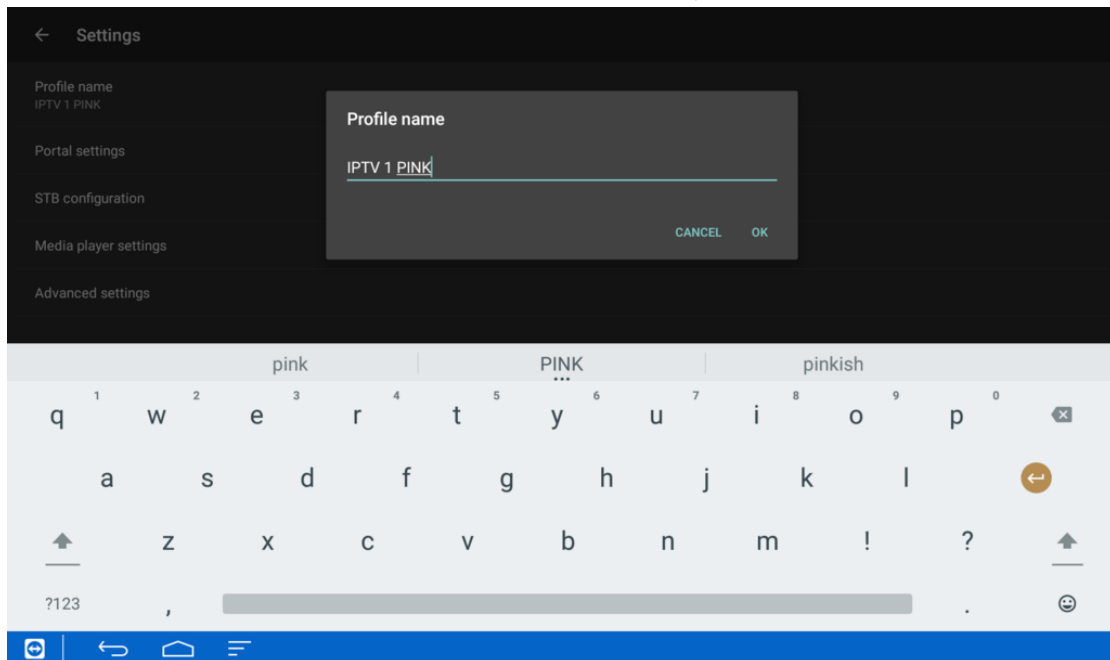 Settings
Profile name
IPTV 1 PINK
Portal settings
STB configuration
Media player settings
Advanced settings
Profile name
IPTV 1 PINK
CANCEL OK
pink PINK pinkish
1 2 3 4 5 6 7 8 9 0
q w e r t y u i o p
a s d f g h j k l
z x c v b n m ! ?
?123 , .